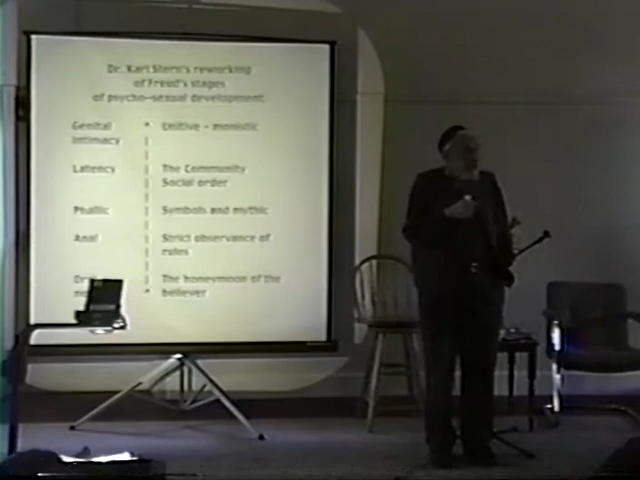 Dr. Karl Stern's reworking
of Freud's stages
of psycho-sexual development
Genital * Unitive - monistic
intimacy
Latency The Community
Social order
Phallic Symbols and mythic
Anal Strict observance of
rules
Oral The honeymoon of the
* believer